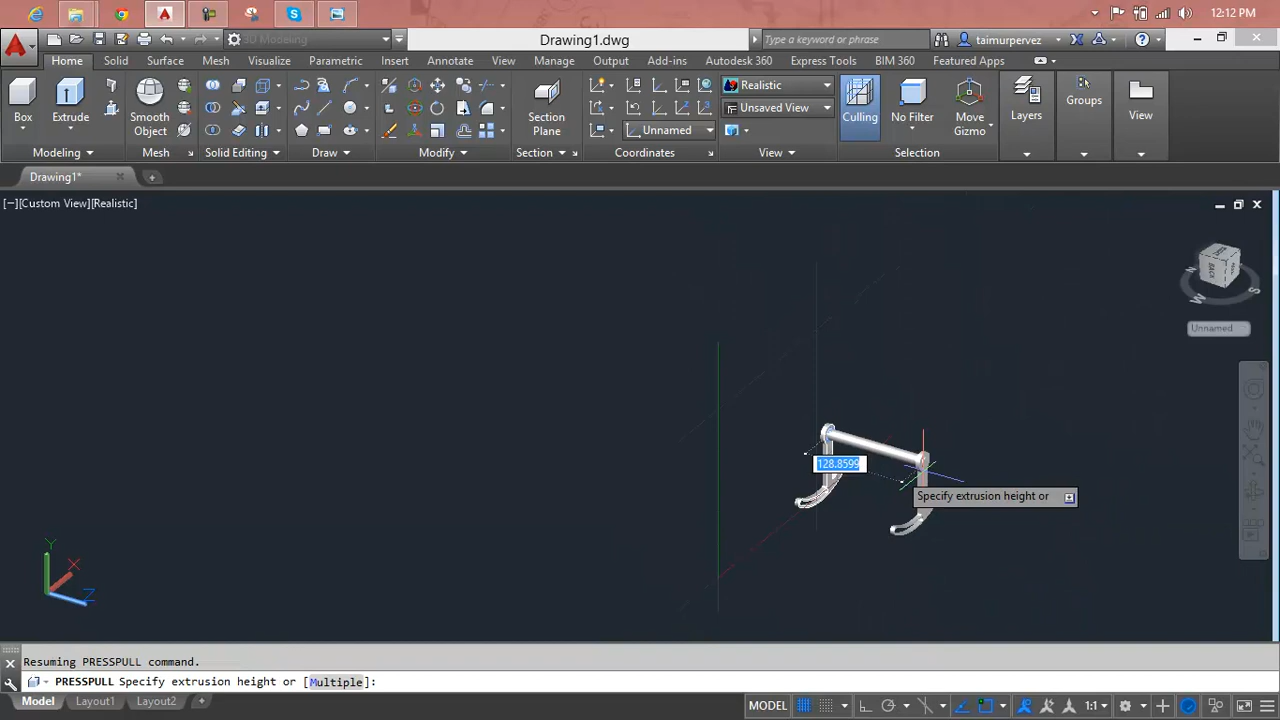 12:12 PM
3D Modeling
Drawing1.dwg
Type a keyword or phrase
taimurpervez
Home Solid Surface Mesh Visualize Parametric Insert Annotate View Manage Output Add-ins Autodesk 360 Express Tools BIM 360 Featured Apps
Box
Extrude
Smooth
Object
Section
Plane
Unnamed
Realistic
Unsaved View
Culling
No Filter
Move
Gizmo
Layers
Groups
View
Modeling
Mesh
Solid Editing
Draw
Modify
Section
Coordinates
View
Selection
Drawing1*
[−][Custom View][Realistic]
BACK
N
W
S
Unnamed
128.8599
Specify extrusion height or
Y
X
Z
Resuming PRESSPULL command.
PRESSPULL Specify extrusion height or [Multiple]:
Model Layout1 Layout2
MODEL
1:1